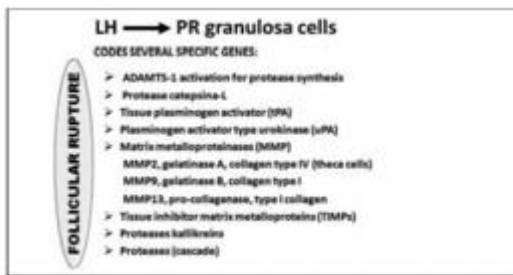 LH → PR granulosa cells
CODES SEVERAL SPECIFIC GENES:
➤ ADAMTS-1 activation for protease synthesis
➤ Protease catepsina-L
➤ Tissue plasminogen activator (tPA)
➤ Plasminogen activator type urokinase (uPA)
➤ Matrix metalloproteinases (MMP)
MMP2, gelatinase A, collagen type IV (theca cells)
MMP9, gelatinase B, collagen type I
MMP13, pro-collagenase, type I collagen
➤ Tissue inhibitor matrix metalloproteins (TIMPs)
➤ Proteases kallikreins
➤ Proteases (cascade)
FOLLICULAR RUPTURE